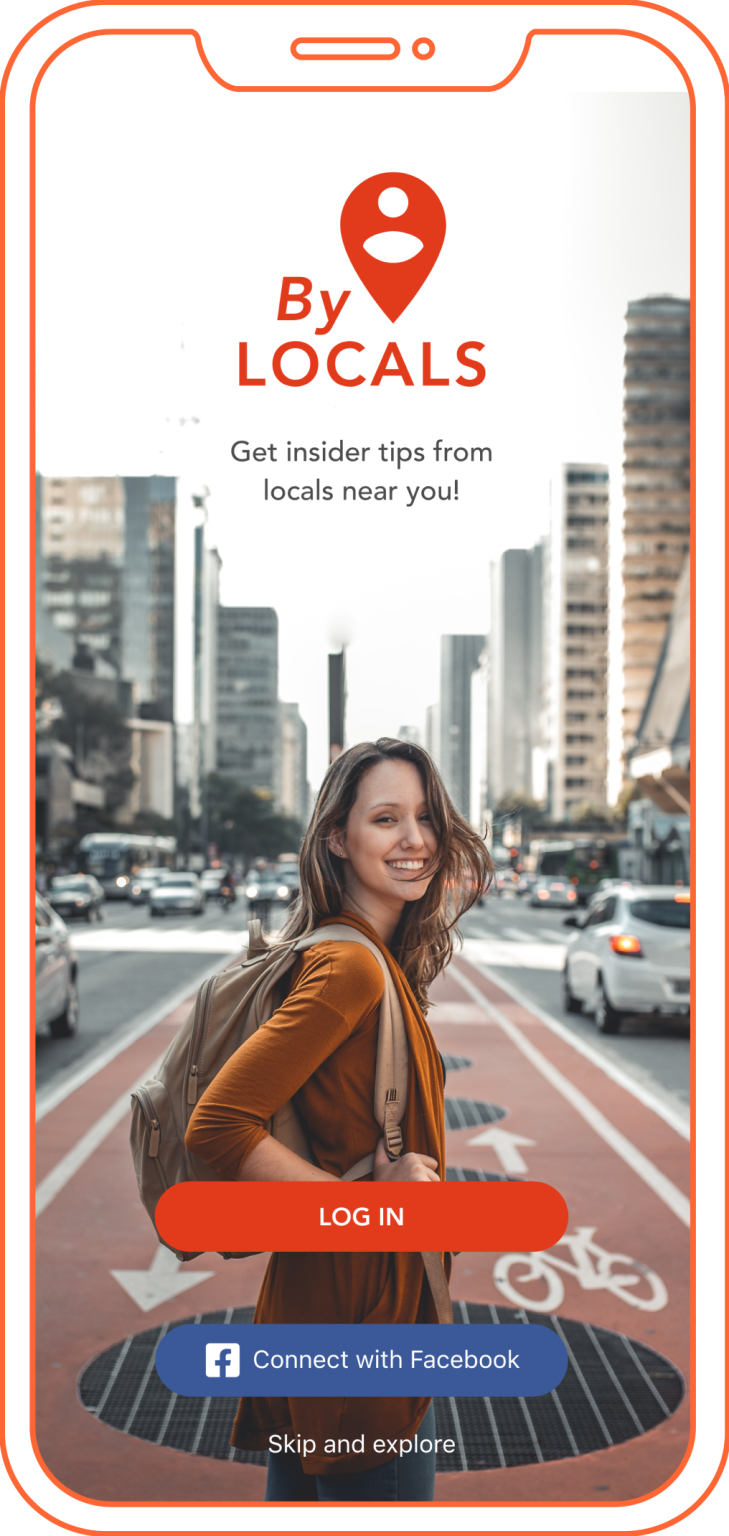 By
LOCALS
Get insider tips from
locals near you!
LOG IN
Connect with Facebook
Skip and explore